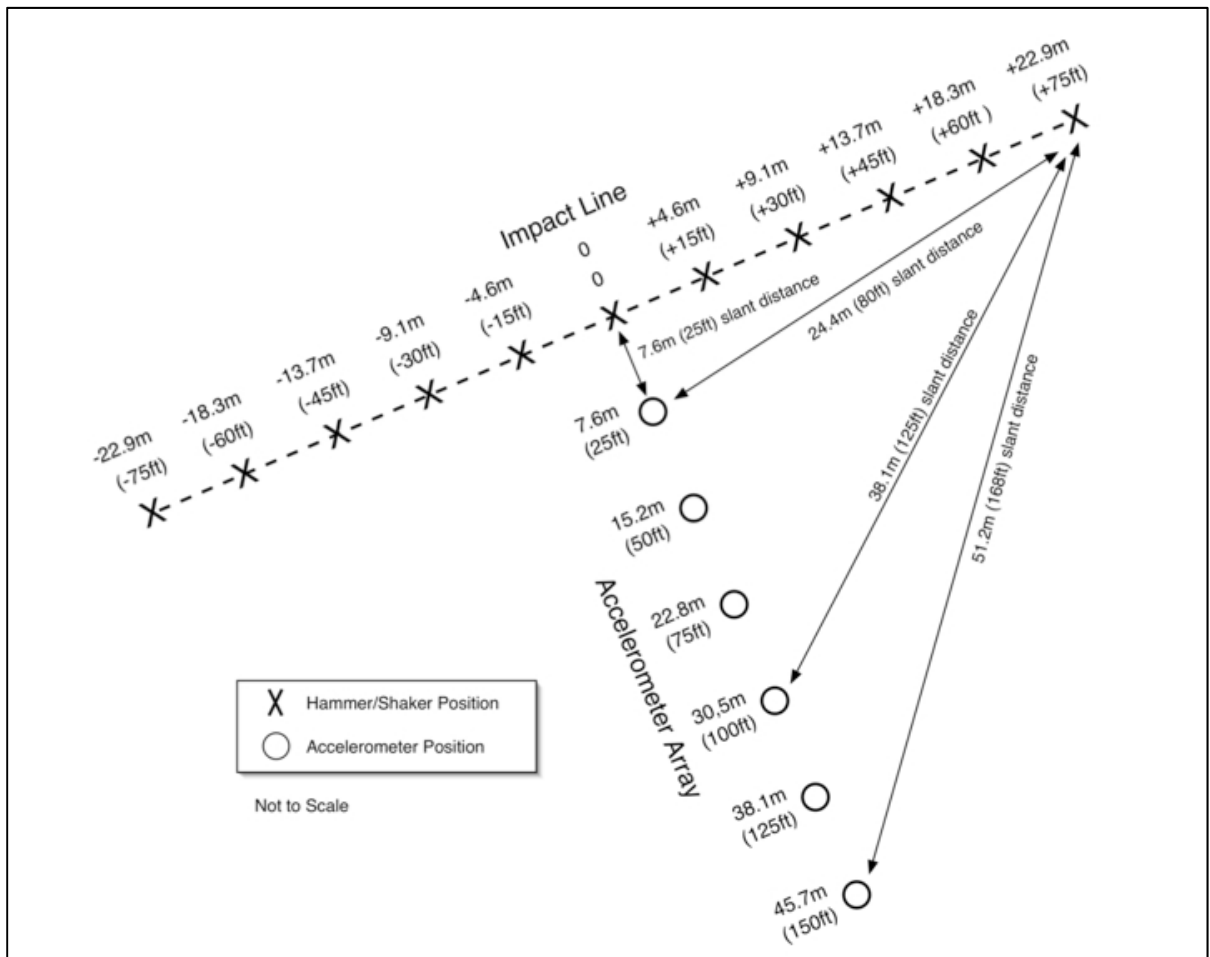 +22.9m
(+75ft)
+18.3m
(+60ft )
+13.7m
(+45ft)
+9.1m
(+30ft)
+4.6m
(+15ft)
Impact Line
0
0
-4.6m
(-15ft)
-9.1m
(-30ft)
-13.7m
(-45ft)
-18.3m
(-60ft)
-22.9m
(-75ft)
7.6m (25ft) slant distance
24.4m (80ft) slant distance
38.1m (125ft) slant distance
51.2m (168ft) slant distance
7.6m
(25ft)
15.2m
(50ft)
22.8m
(75ft)
30,5m
(100ft)
38.1m
(125ft)
45.7m
(150ft)
Accelerometer Array
X Hammer/Shaker Position
Accelerometer Position
Not to Scale